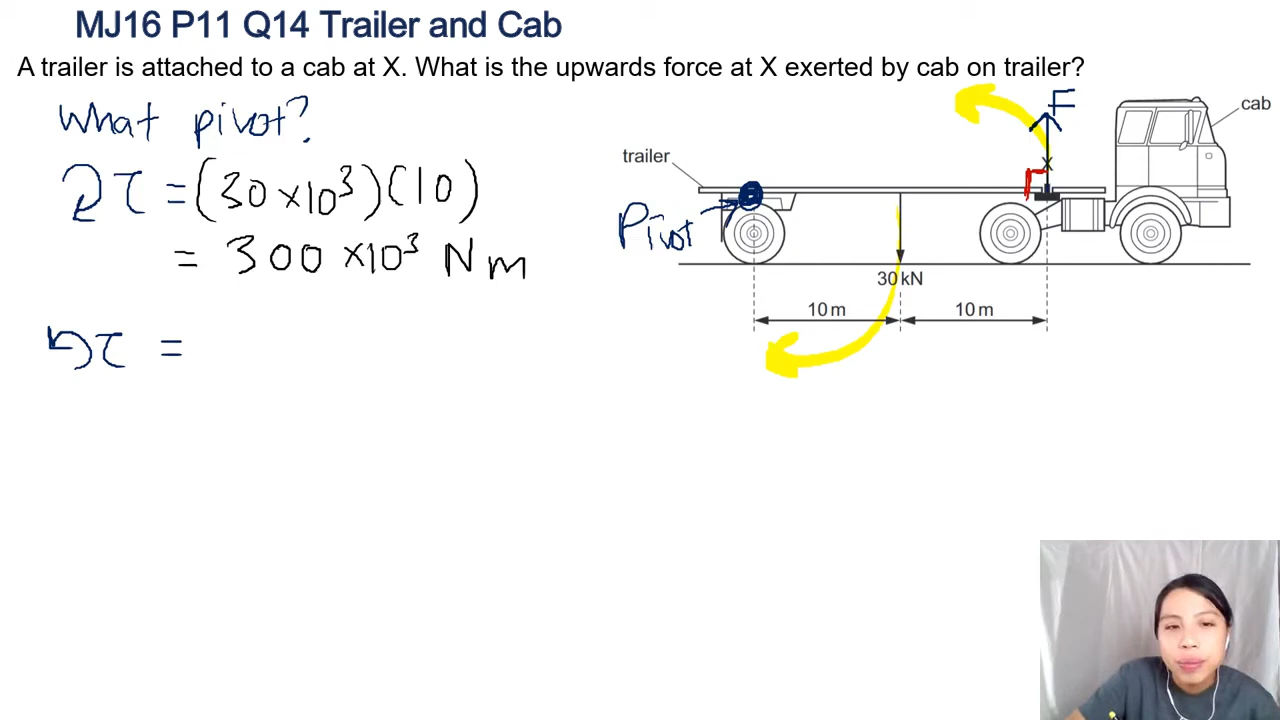 MJ16 P11 Q14 Trailer and Cab
A trailer is attached to a cab at X. What is the upwards force at X exerted by cab on trailer?
What pivot?
τ = (30 ×10³)(10)
= 300 ×10³ Nm
τ =
F
cab
X
trailer
Pivot
30 kN
10 m
10 m